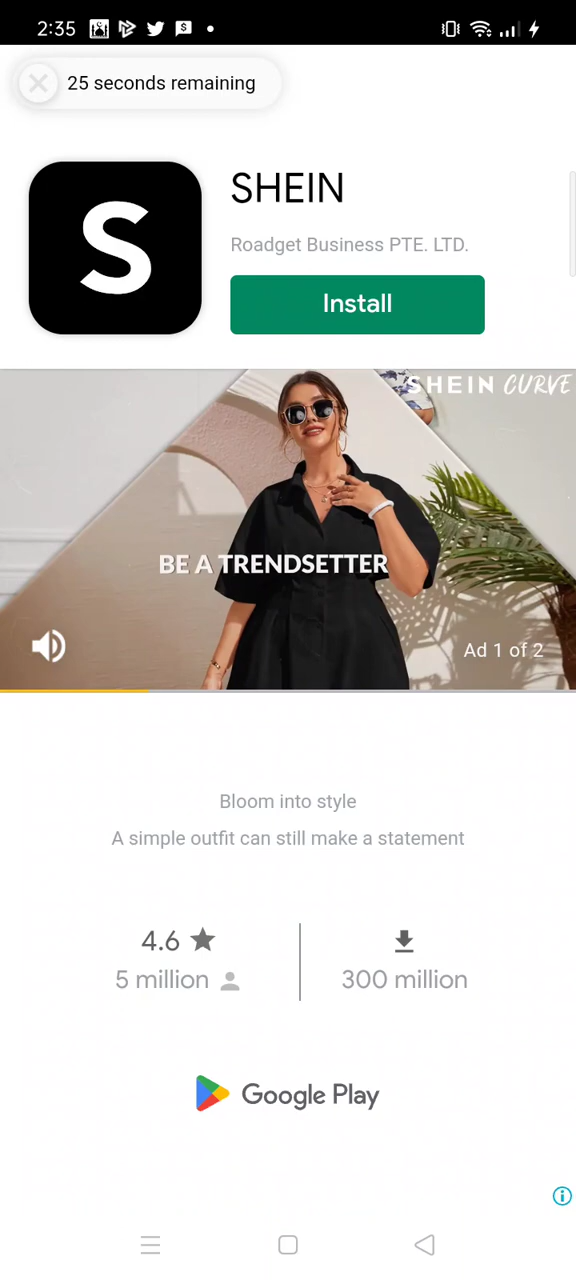 2:35
25 seconds remaining
S
SHEIN
Roadget Business PTE. LTD.
Install
SHEIN CURVE
BE A TRENDSETTER
Ad 1 of 2
Bloom into style
A simple outfit can still make a statement
4.6
5 million
300 million
Google Play